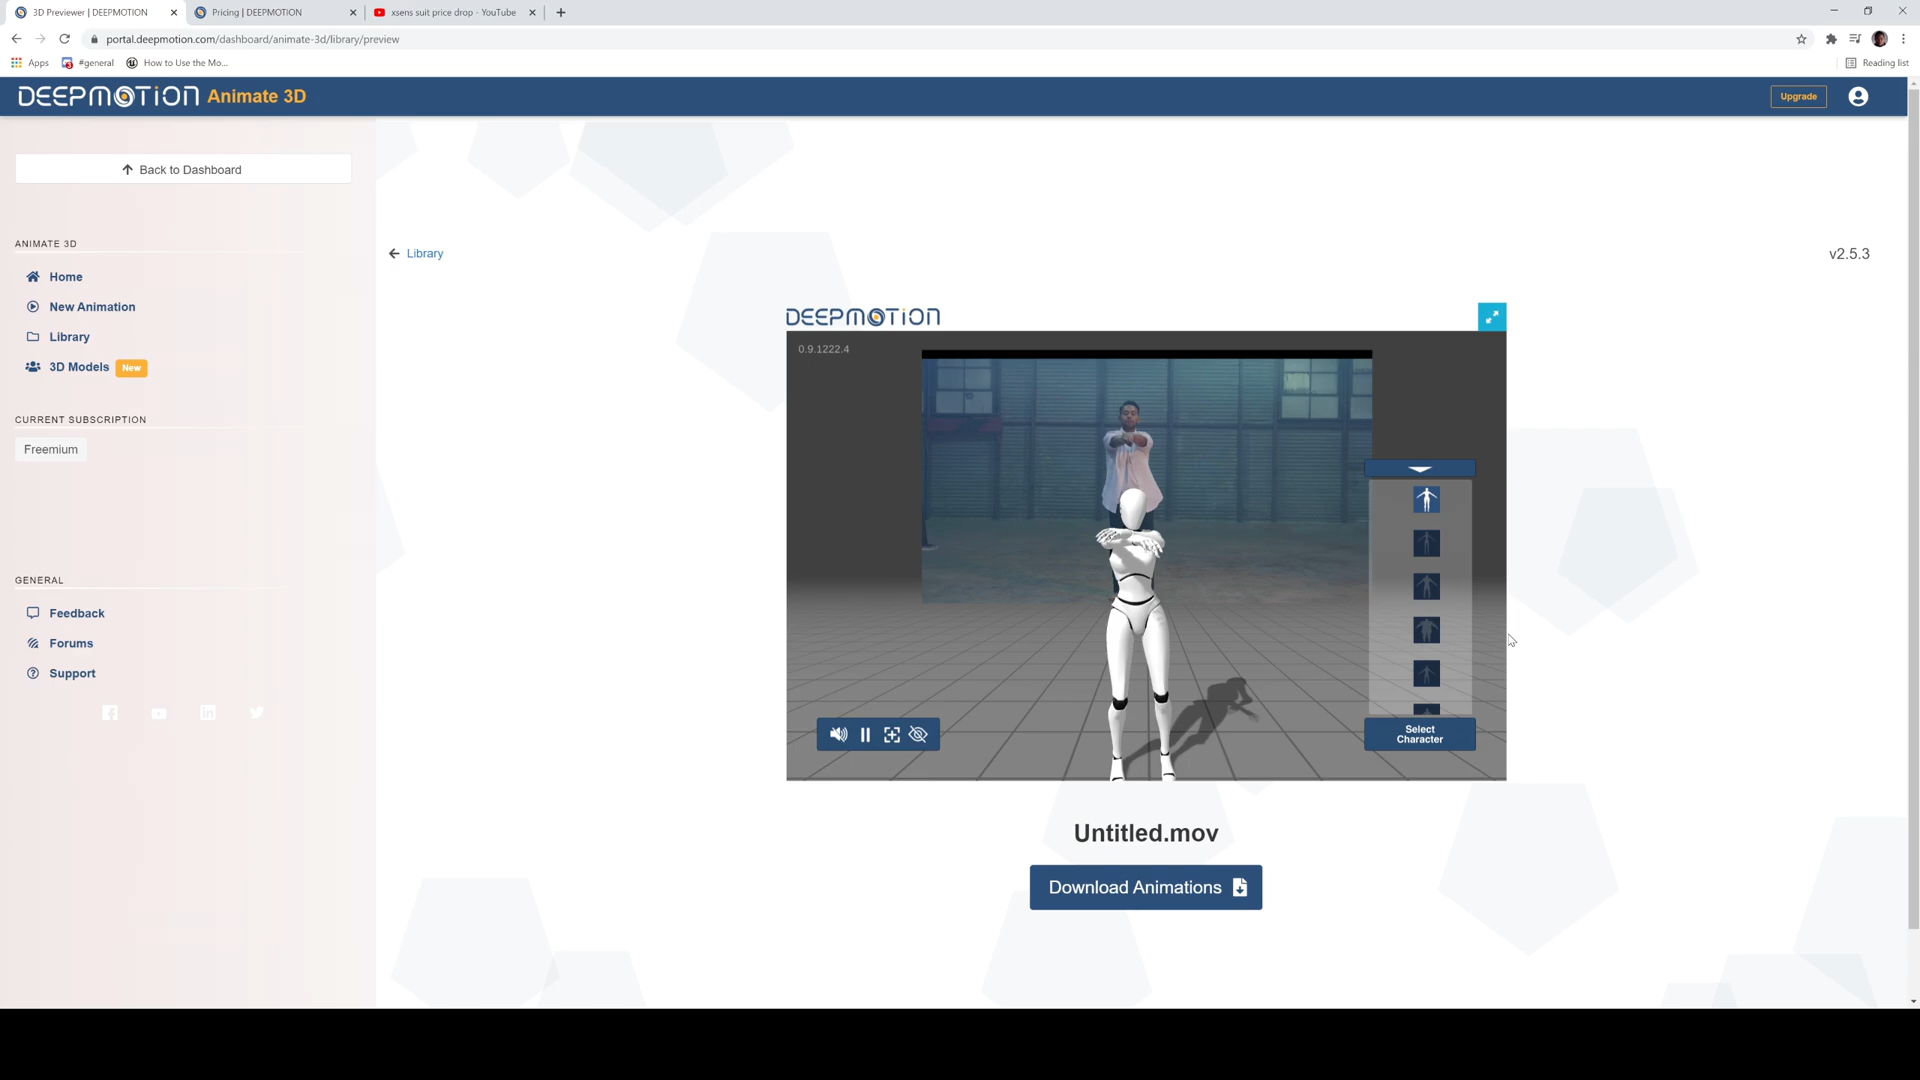 3D Previewer | DEEPMOTION
Pricing | DEEPMOTION
xsens suit price drop - YouTube
portal.deepmotion.com/dashboard/animate-3d/library/preview
Apps
#general
How to Use the Mo...
Reading list
DEEPMOTION Animate 3D
Upgrade
Back to Dashboard
ANIMATE 3D
Home
New Animation
Library
3D Models New
CURRENT SUBSCRIPTION
Freemium
GENERAL
Feedback
Forums
Support
Library
v2.5.3
DEEPMOTION
0.9.1222.4
Select
Character
Untitled.mov
Download Animations